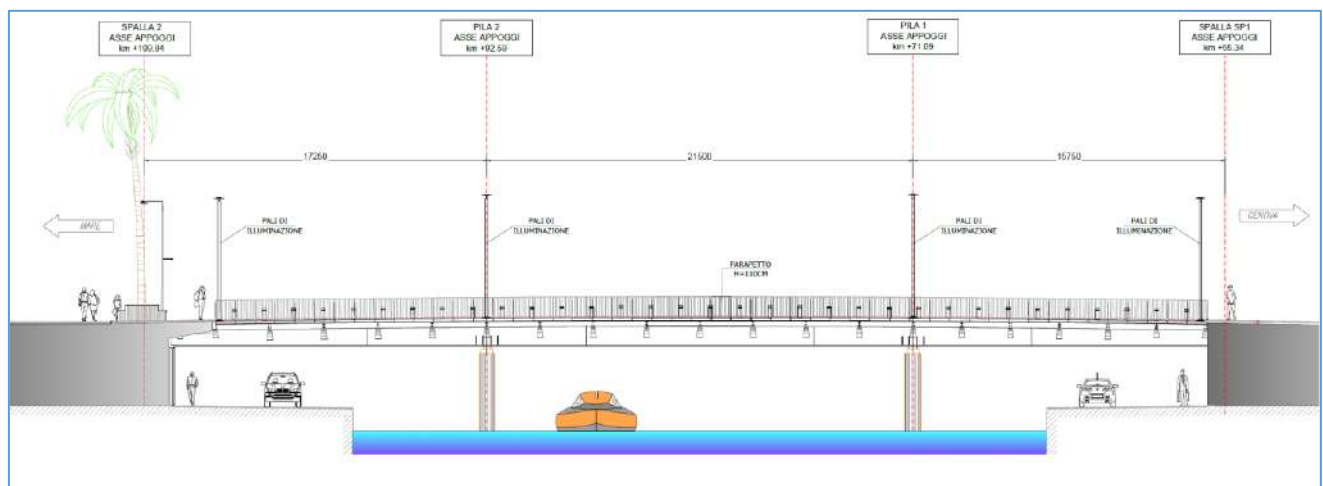 SPALLA 2
ASSE APPOGGI
km +109.84
PILA 2
ASSE APPOGGI
km +92.59
PILA 1
ASSE APPOGGI
km +71.09
SPALLA SP1
ASSE APPOGGI
km +55.34
17250
21500
15750
MARE
GENOVA
PALI DI
ILLUMINAZIONE
PALI DI
ILLUMINAZIONE
PALI DI
ILLUMINAZIONE
PALI DI
ILLUMINAZIONE
PARAPETTO
H=110CM